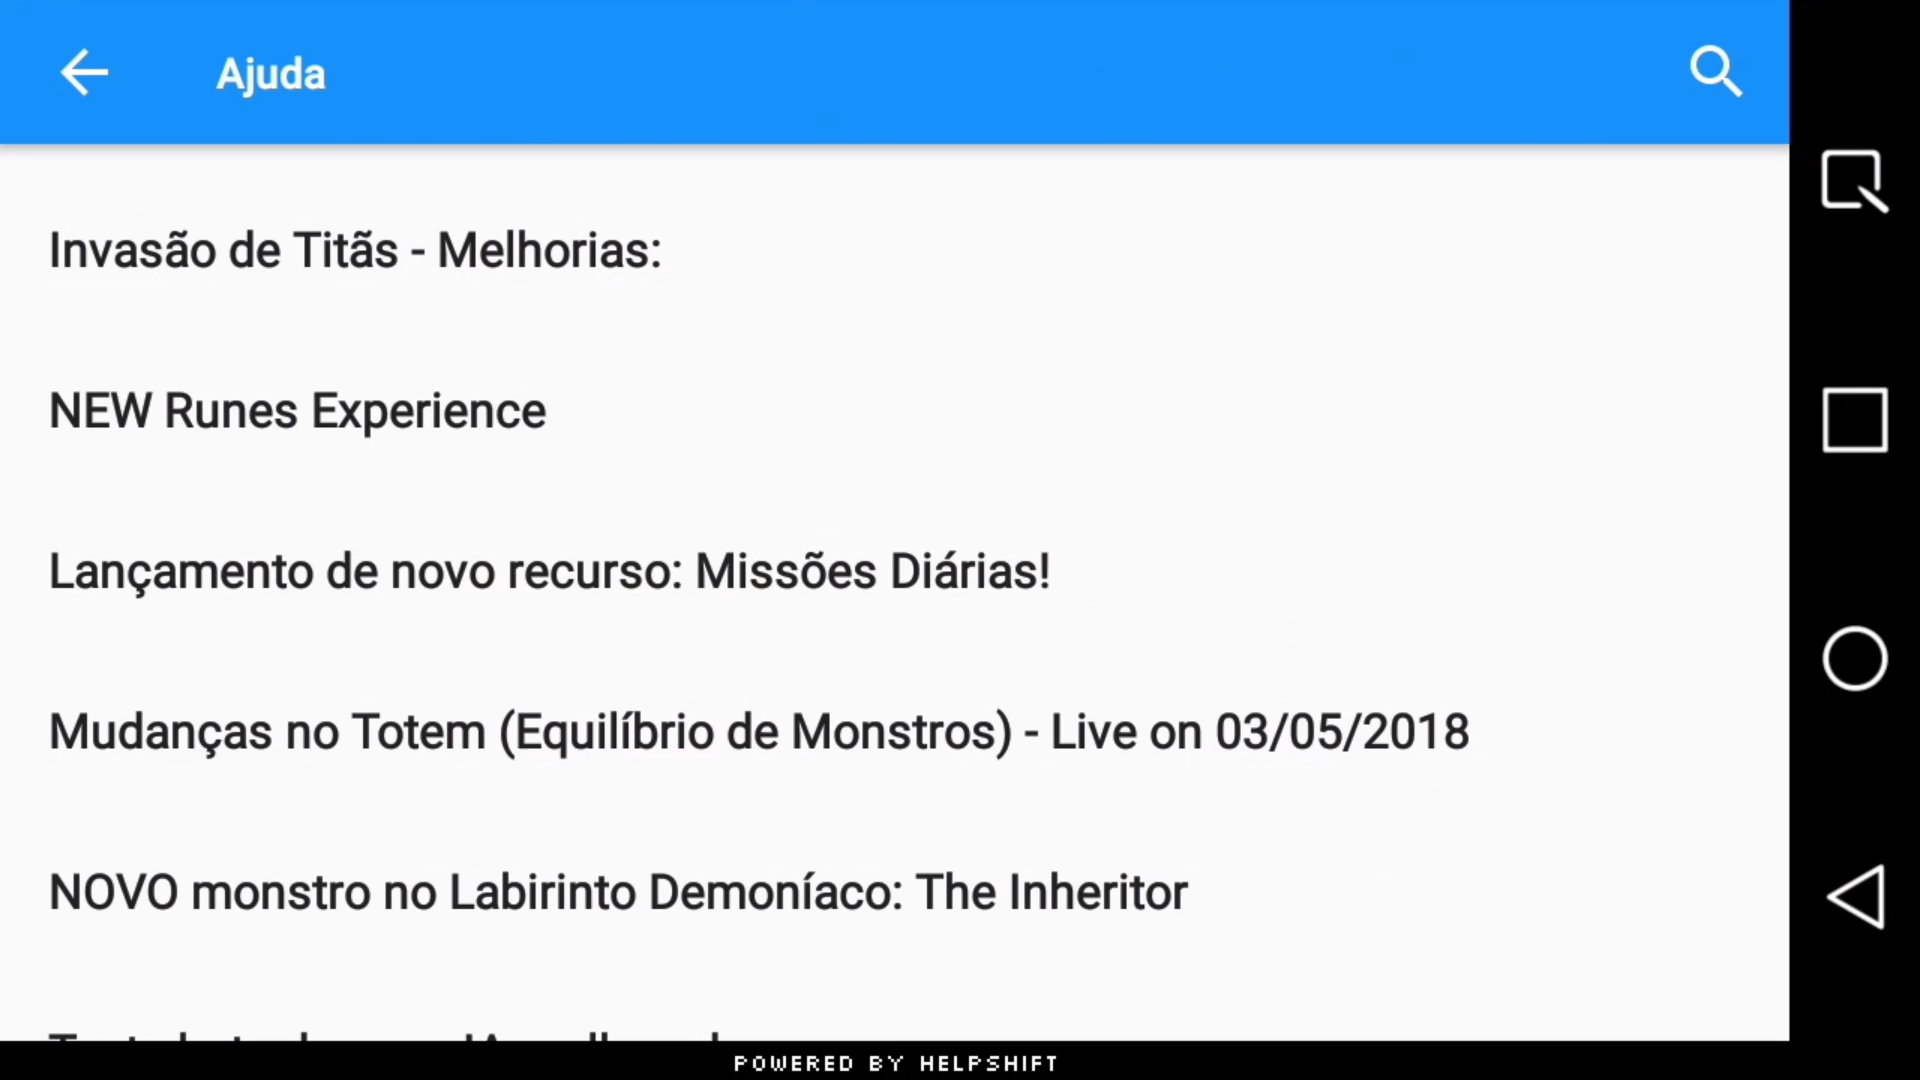 Ajuda
Invasão de Titãs - Melhorias:
NEW Runes Experience
Lançamento de novo recurso: Missões Diárias!
Mudanças no Totem (Equilíbrio de Monstros) - Live on 03/05/2018
NOVO monstro no Labirinto Demoníaco: The Inheritor
POWERED BY HELPSHIFT